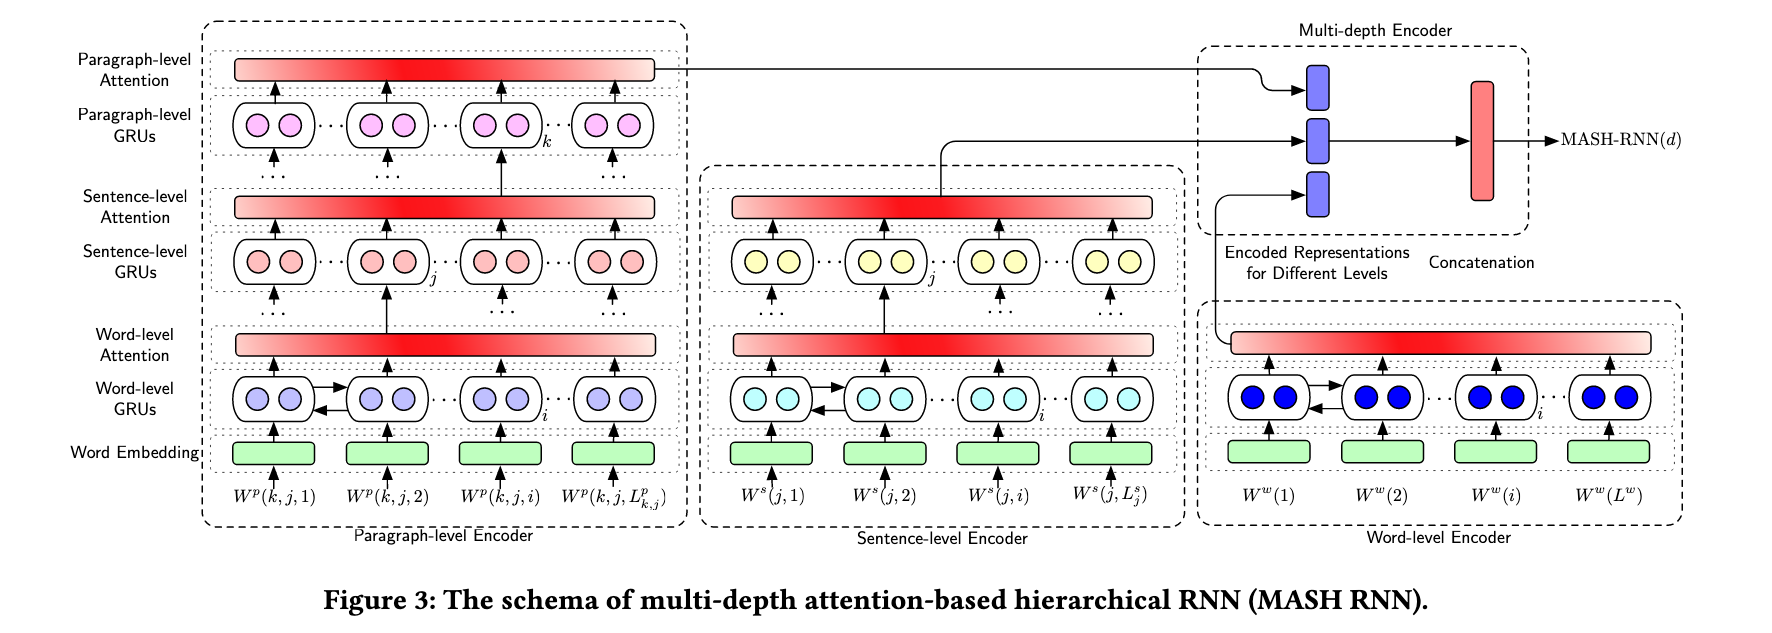 Multi-depth Encoder
Paragraph-level
Attention
Paragraph-level
GRUs
k
MASH-RNN(d)
Sentence-level
Attention
Sentence-level
GRUs
j
j
Encoded Representations
for Different Levels
Concatenation
Word-level
Attention
Word-level
GRUs
i
i
i
Word Embedding
W^p(k, j, 1) W^p(k, j, 2) W^p(k, j, i) W^p(k, j, L^p_{k,j})
W^s(j, 1) W^s(j, 2) W^s(j, i) W^s(j, L^s_j)
W^w(1) W^w(2) W^w(i) W^w(L^w)
Paragraph-level Encoder
Sentence-level Encoder
Word-level Encoder
Figure 3: The schema of multi-depth attention-based hierarchical RNN (MASH RNN).